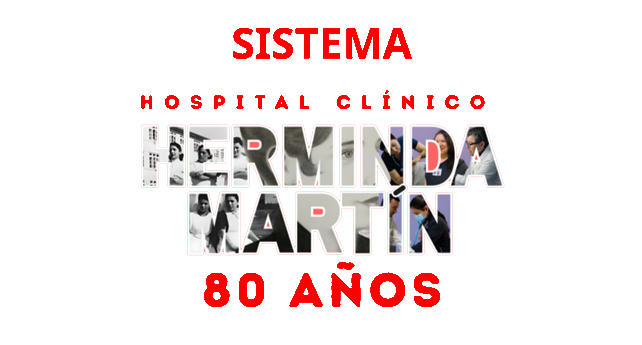 SISTEMA
HOSPITAL CLÍNICO
HERMINDA
MARTÍN
80 AÑOS